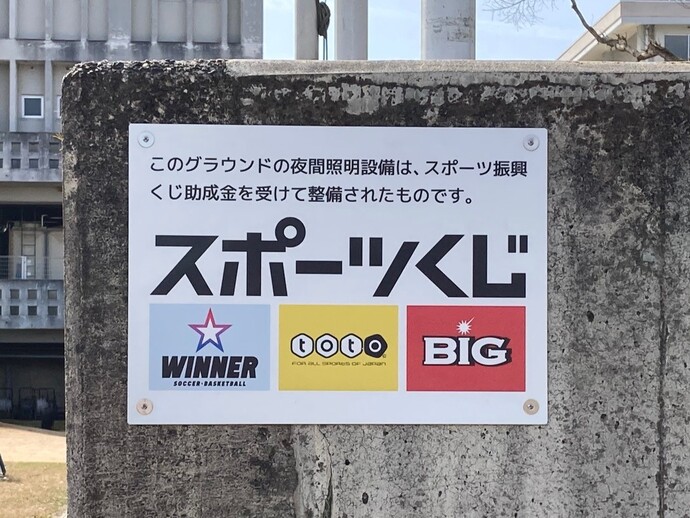 このグラウンドの夜間照明設備は、スポーツ振興
くじ助成金を受けて整備されたものです。
スポーツくじ
WINNER
SOCCER・BASKETBALL
toto
FOR ALL SPORTS OF JAPAN
BIG